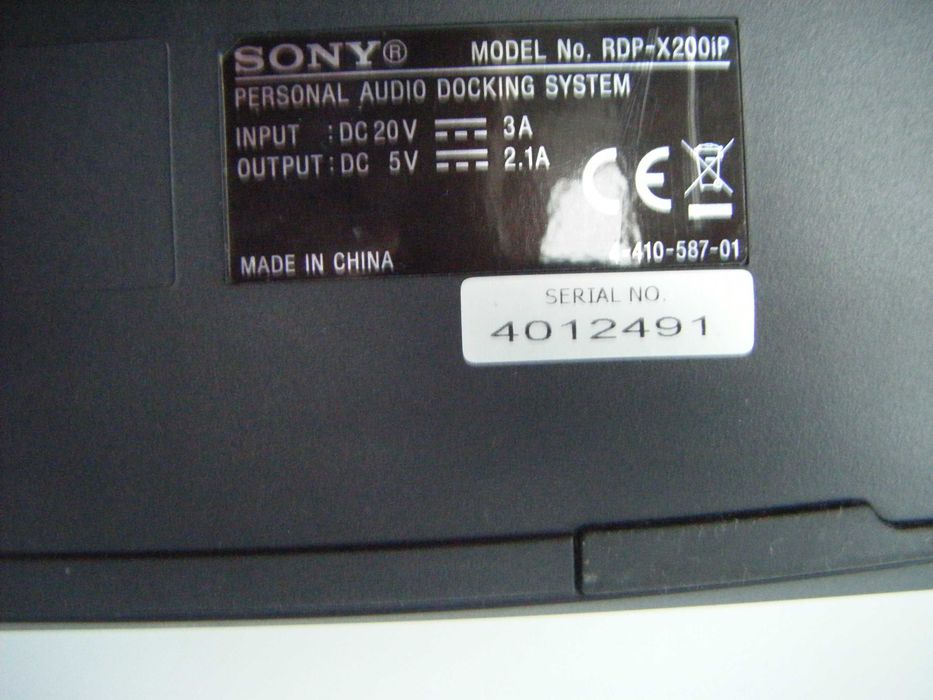 SONY® MODEL No. RDP-X200iP
PERSONAL AUDIO DOCKING SYSTEM
INPUT : DC 20V ⎓ 3A
OUTPUT : DC 5V ⎓ 2.1A
CE
MADE IN CHINA 4-410-587-01
SERIAL NO.
4012491